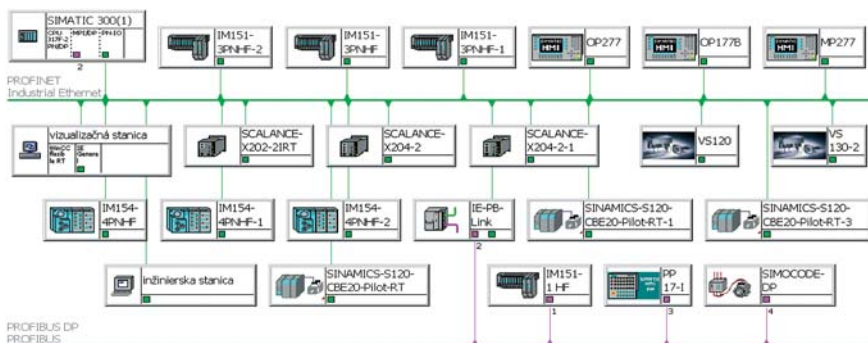 SIMATIC 300(1)
CPU
317F-2
PN/DP
MPI/DP
PN-IO
2
IM151-
3PNHF-2
IM151-
3PNHF
IM151-
3PNHF-1
HMI
OP277
HMI
OP177B
HMI
MP277
PROFINET
Industrial Ethernet
vizualizačná stanica
WinCC
flexib
le RT
IE
Genera
l
SCALANCE-
X202-2IRT
SCALANCE-
X204-2
SCALANCE-
X204-2-1
VS120
VS
130-2
IM154-
4PNHF
IM154-
4PNHF-1
IM154-
4PNHF-2
IE-PB-
Link
2
SINAMICS-S120-
CBE20-Pilot-RT-1
SINAMICS-S120-
CBE20-Pilot-RT-3
inžinierska stanica
SINAMICS-S120-
CBE20-Pilot-RT
IM151-
1 HF
1
PP
17-I
3
SIMOCODE-
DP
4
PROFIBUS DP
PROFIBUS